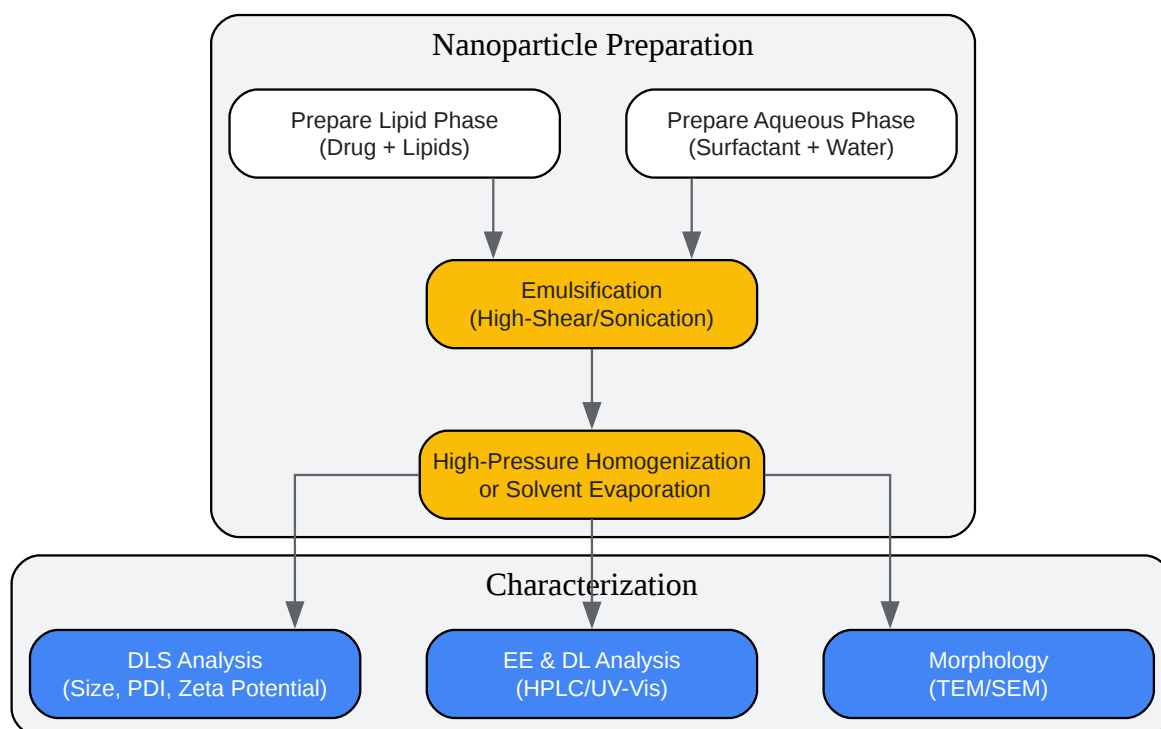 Nanoparticle Preparation
Prepare Lipid Phase
(Drug + Lipids)
Prepare Aqueous Phase
(Surfactant + Water)
Emulsification
(High-Shear/Sonication)
High-Pressure Homogenization
or Solvent Evaporation
Characterization
DLS Analysis
(Size, PDI, Zeta Potential)
EE & DL Analysis
(HPLC/UV-Vis)
Morphology
(TEM/SEM)